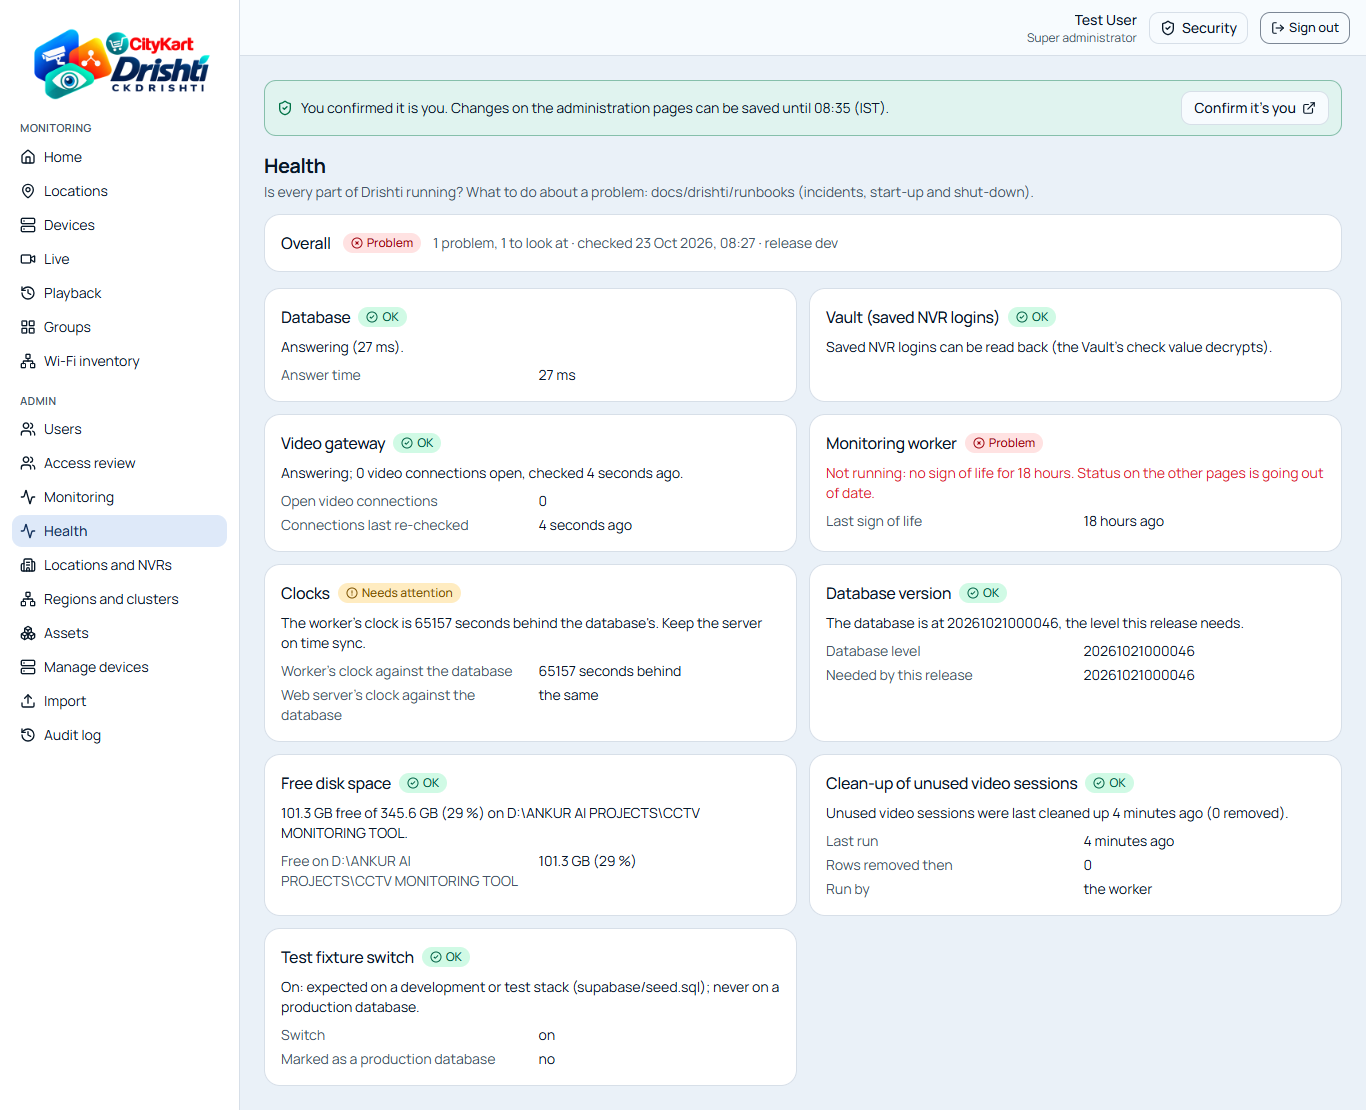 CityKart
Drishti
CKDRISHTI
MONITORING
Home
Locations
Devices
Live
Playback
Groups
Wi-Fi inventory
ADMIN
Users
Access review
Monitoring
Health
Locations and NVRs
Regions and clusters
Assets
Manage devices
Import
Audit log
Test User
Super administrator
Security
Sign out
You confirmed it is you. Changes on the administration pages can be saved until 08:35 (IST).
Confirm it's you
Health
Is every part of Drishti running? What to do about a problem: docs/drishti/runbooks (incidents, start-up and shut-down).
Overall Problem 1 problem, 1 to look at · checked 23 Oct 2026, 08:27 · release dev
Database OK
Answering (27 ms).
Answer time 27 ms
Vault (saved NVR logins) OK
Saved NVR logins can be read back (the Vault's check value decrypts).
Video gateway OK
Answering; 0 video connections open, checked 4 seconds ago.
Open video connections 0
Connections last re-checked 4 seconds ago
Monitoring worker Problem
Not running: no sign of life for 18 hours. Status on the other pages is going out
of date.
Last sign of life 18 hours ago
Clocks Needs attention
The worker's clock is 65157 seconds behind the database's. Keep the server
on time sync.
Worker's clock against the database 65157 seconds behind
Web server's clock against the the same
database
Database version OK
The database is at 20261021000046, the level this release needs.
Database level 20261021000046
Needed by this release 20261021000046
Free disk space OK
101.3 GB free of 345.6 GB (29 %) on D:\ANKUR AI PROJECTS\CCTV
MONITORING TOOL.
Free on D:\ANKUR AI 101.3 GB (29 %)
PROJECTS\CCTV MONITORING TOOL
Clean-up of unused video sessions OK
Unused video sessions were last cleaned up 4 minutes ago (0 removed).
Last run 4 minutes ago
Rows removed then 0
Run by the worker
Test fixture switch OK
On: expected on a development or test stack (supabase/seed.sql); never on a
production database.
Switch on
Marked as a production database no